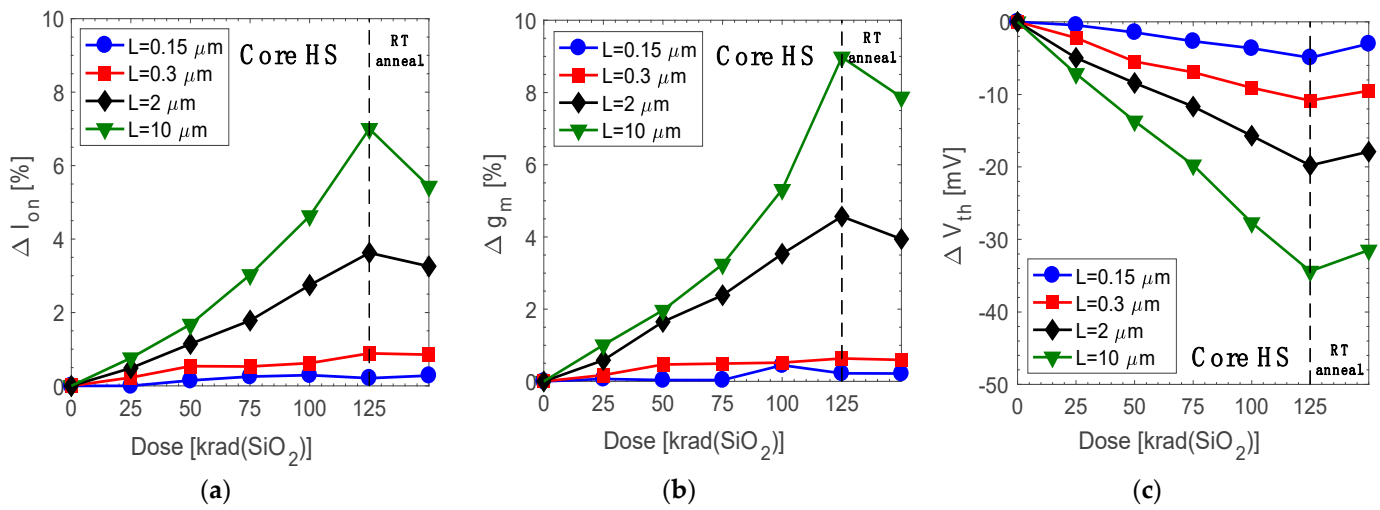 10
8
6
4
2
0
Δ I_on [%]
L=0.15 μm
L=0.3 μm
L=2 μm
L=10 μm
Core HS
RT
anneal
0 25 50 75 100 125
Dose [krad(SiO_2)]
(a)
10
8
6
4
2
0
Δ g_m [%]
L=0.15 μm
L=0.3 μm
L=2 μm
L=10 μm
Core HS
RT
anneal
0 25 50 75 100 125
Dose [krad(SiO_2)]
(b)
0
-10
-20
-30
-40
-50
Δ V_th [mV]
L=0.15 μm
L=0.3 μm
L=2 μm
L=10 μm
Core HS
RT
anneal
0 25 50 75 100 125
Dose [krad(SiO_2)]
(c)